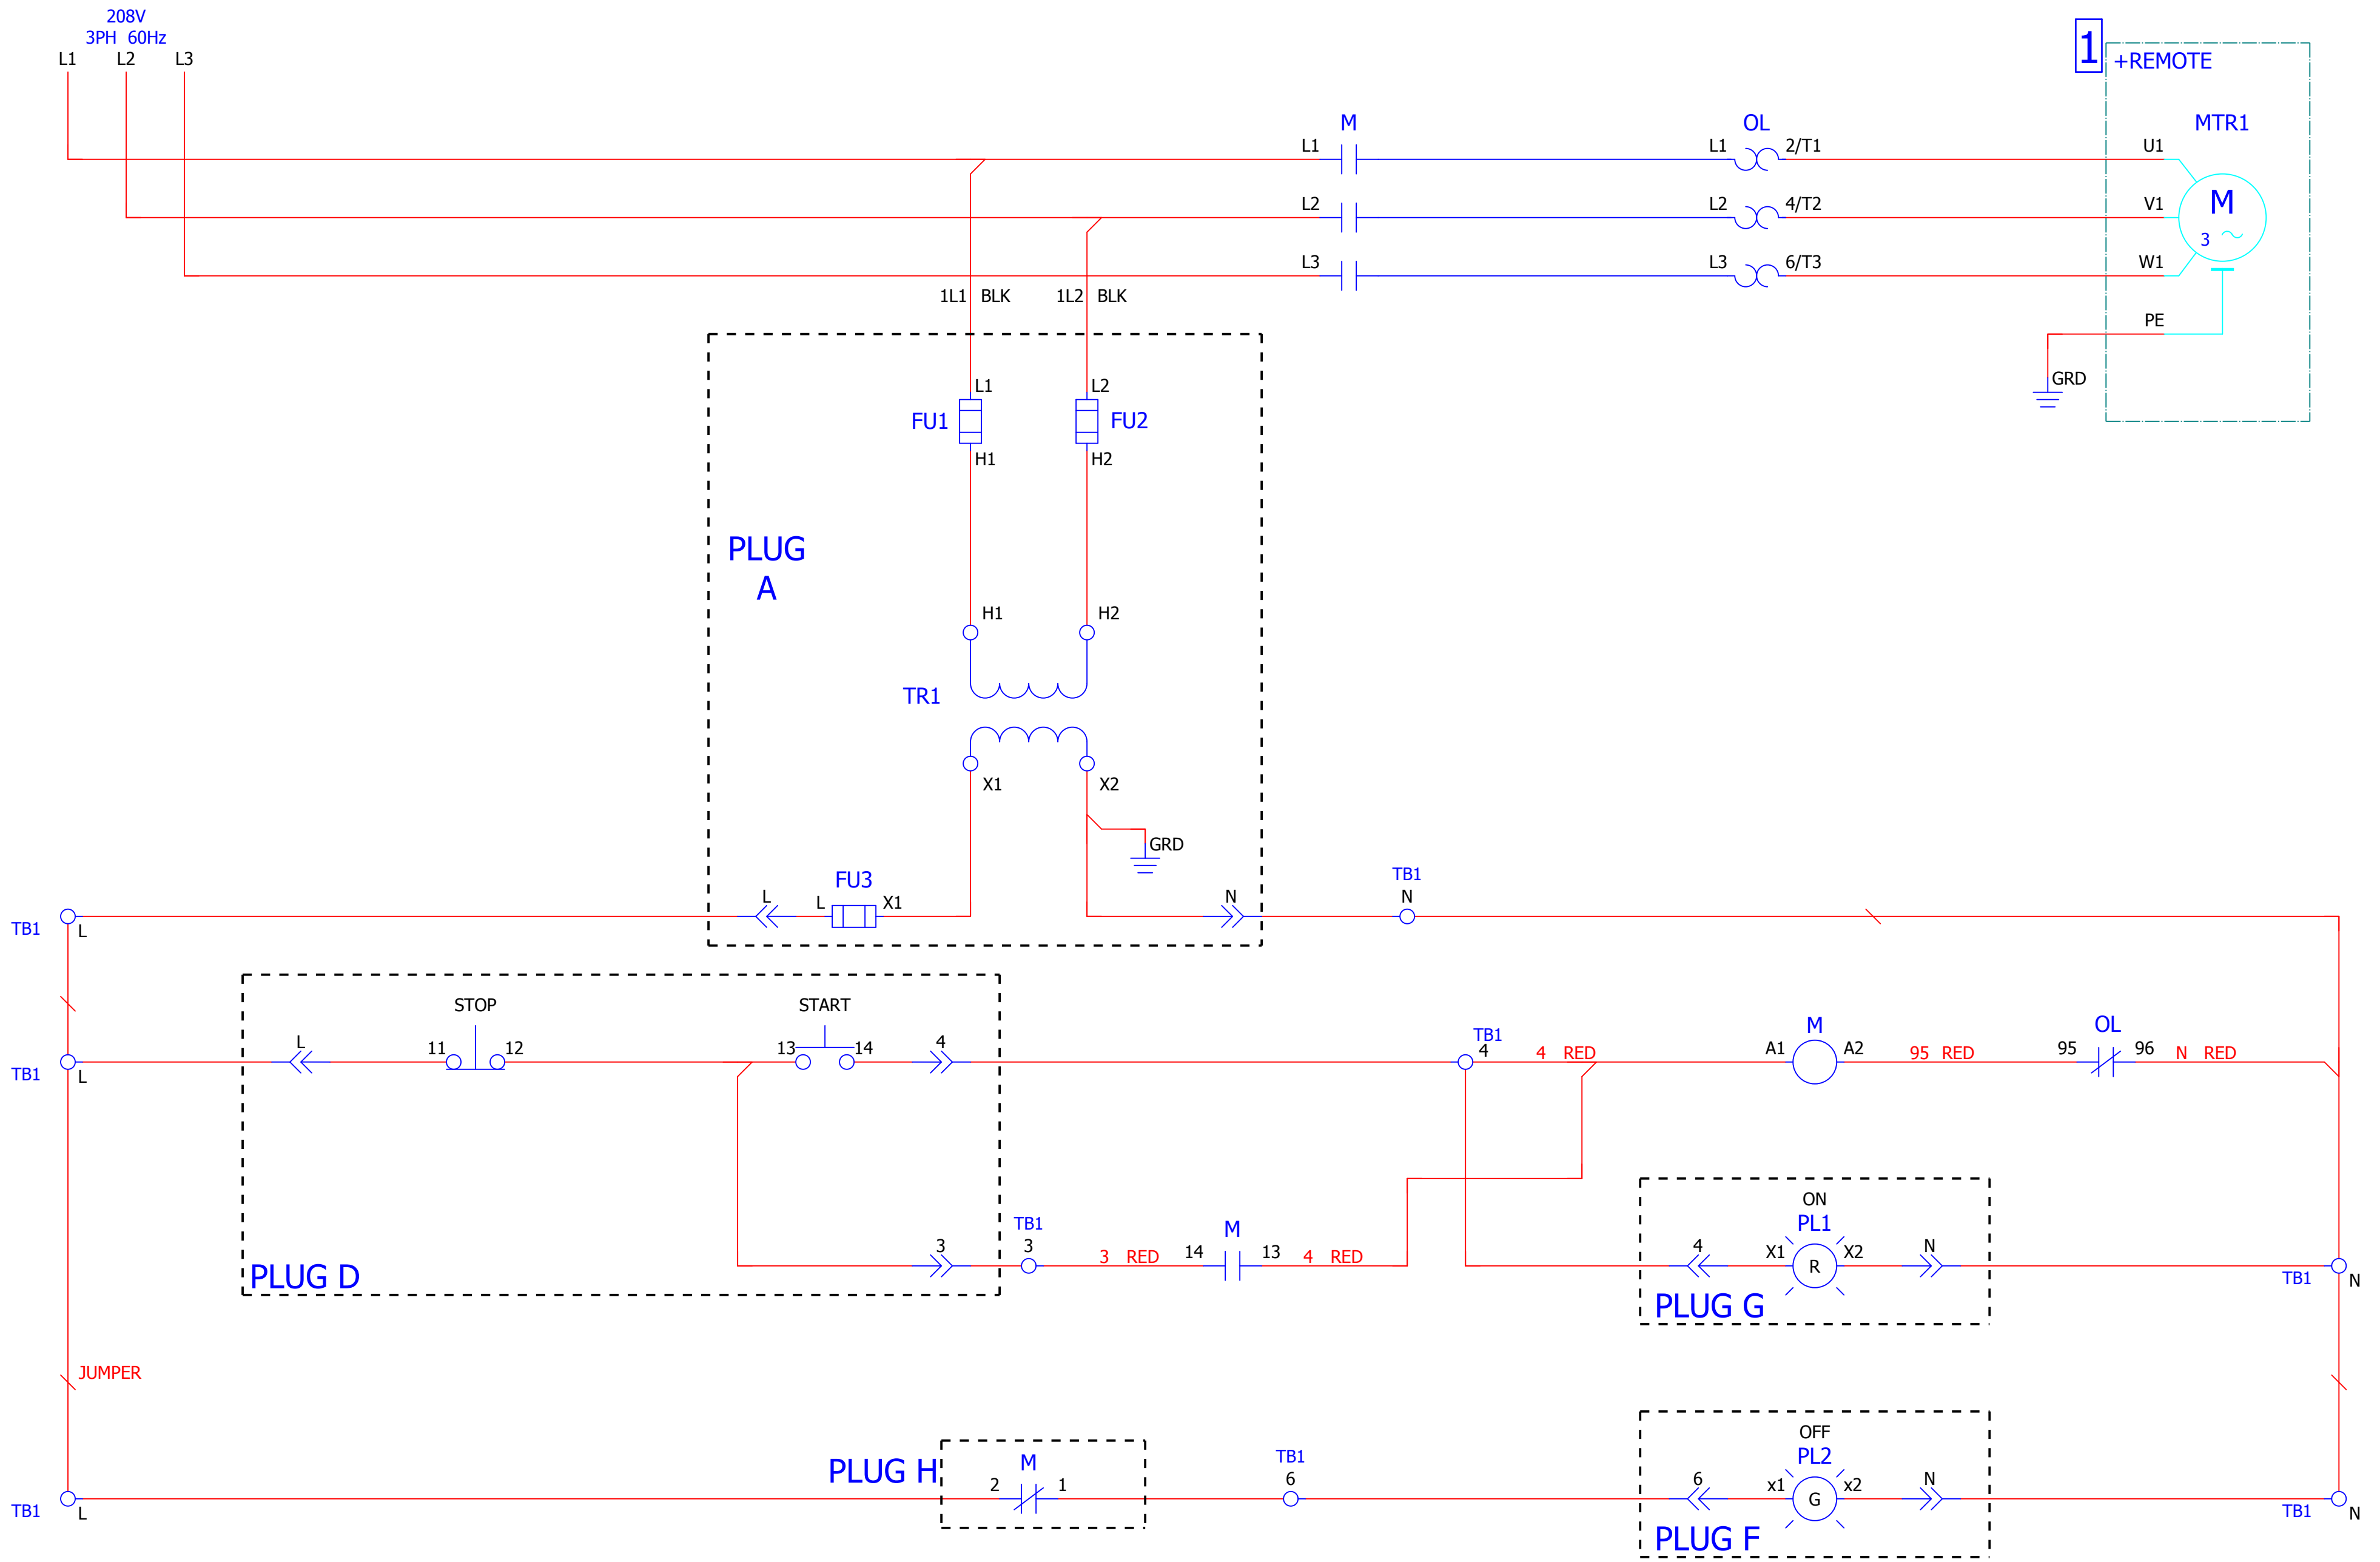 208V
3PH 60Hz
L1 L2 L3
1
+REMOTE
M OL MTR1
L1 L1 2/T1 U1
L2 L2 4/T2 V1
M
3
L3 L3 6/T3 W1
1L1 BLK 1L2 BLK
PE
GRD
L1 L2
FU1 FU2
H1 H2
PLUG
A
H1 H2
TR1
X1 X2
GRD
FU3
L L X1 N
TB1
N
TB1 L
STOP START
L 11 12 13 14 4
TB1
4
4 RED
M
A1 A2
95 RED
OL
95 96
N RED
TB1 L
PLUG D
3
TB1
3
3 RED
M
14 13
4 RED
ON
PL1
4 X1 R X2 N
PLUG G
TB1 N
JUMPER
PLUG H
M
2 1
TB1
6
OFF
PL2
6 x1 G x2 N
PLUG F
TB1 L
TB1 N